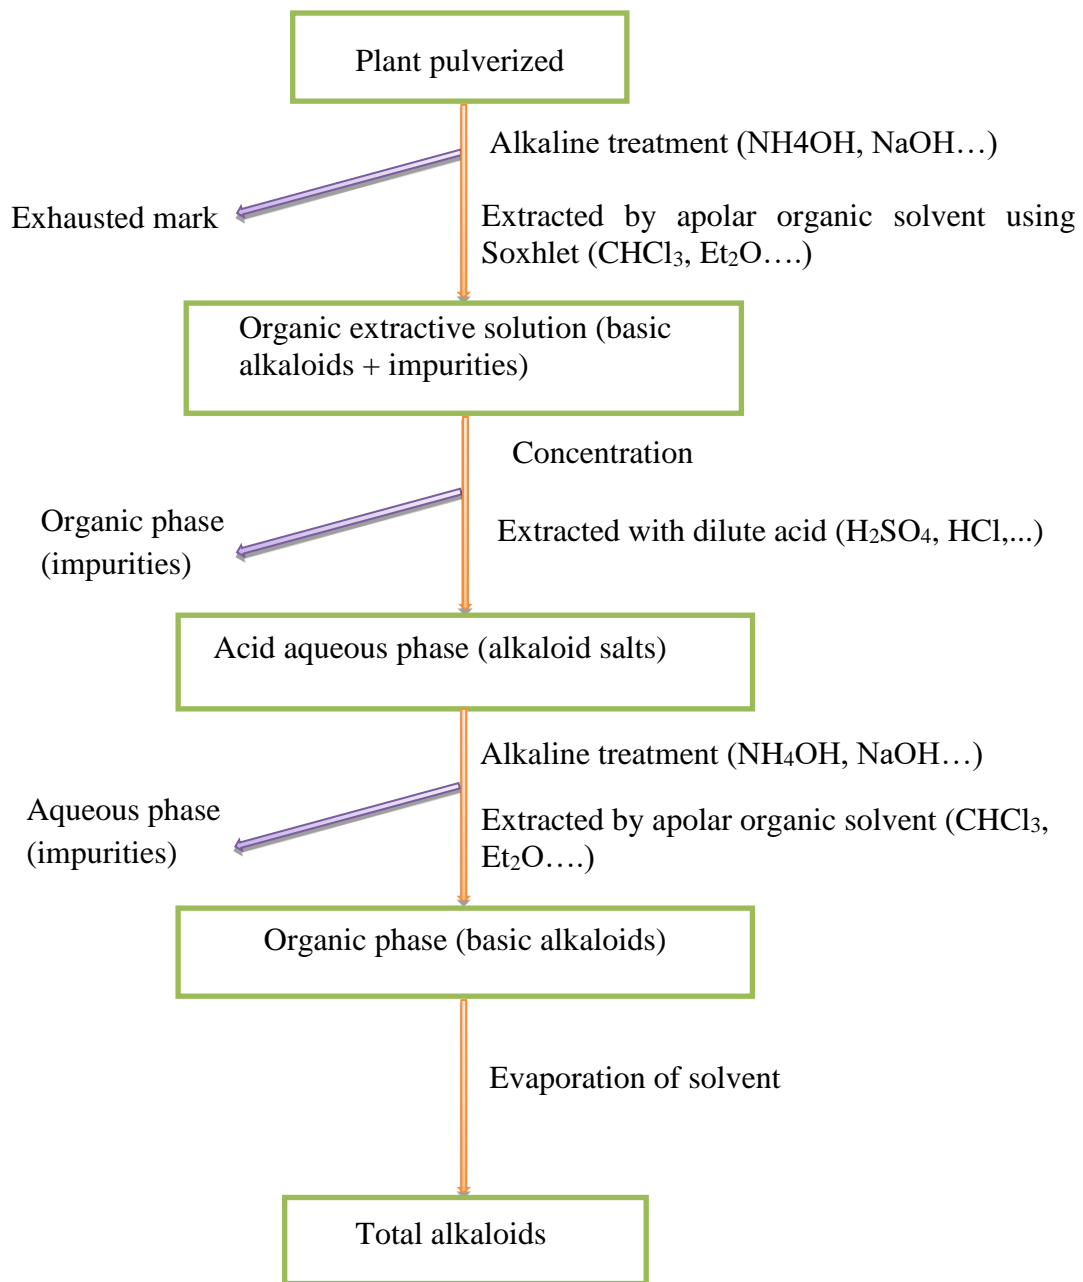 Plant pulverized
Alkaline treatment (NH4OH, NaOH…)
Exhausted mark
Extracted by apolar organic solvent using
Soxhlet (CHCl₃, Et₂O….)
Organic extractive solution (basic
alkaloids + impurities)
Concentration
Organic phase
(impurities)
Extracted with dilute acid (H₂SO₄, HCl,...)
Acid aqueous phase (alkaloid salts)
Alkaline treatment (NH₄OH, NaOH…)
Aqueous phase
(impurities)
Extracted by apolar organic solvent (CHCl₃,
Et₂O….)
Organic phase (basic alkaloids)
Evaporation of solvent
Total alkaloids